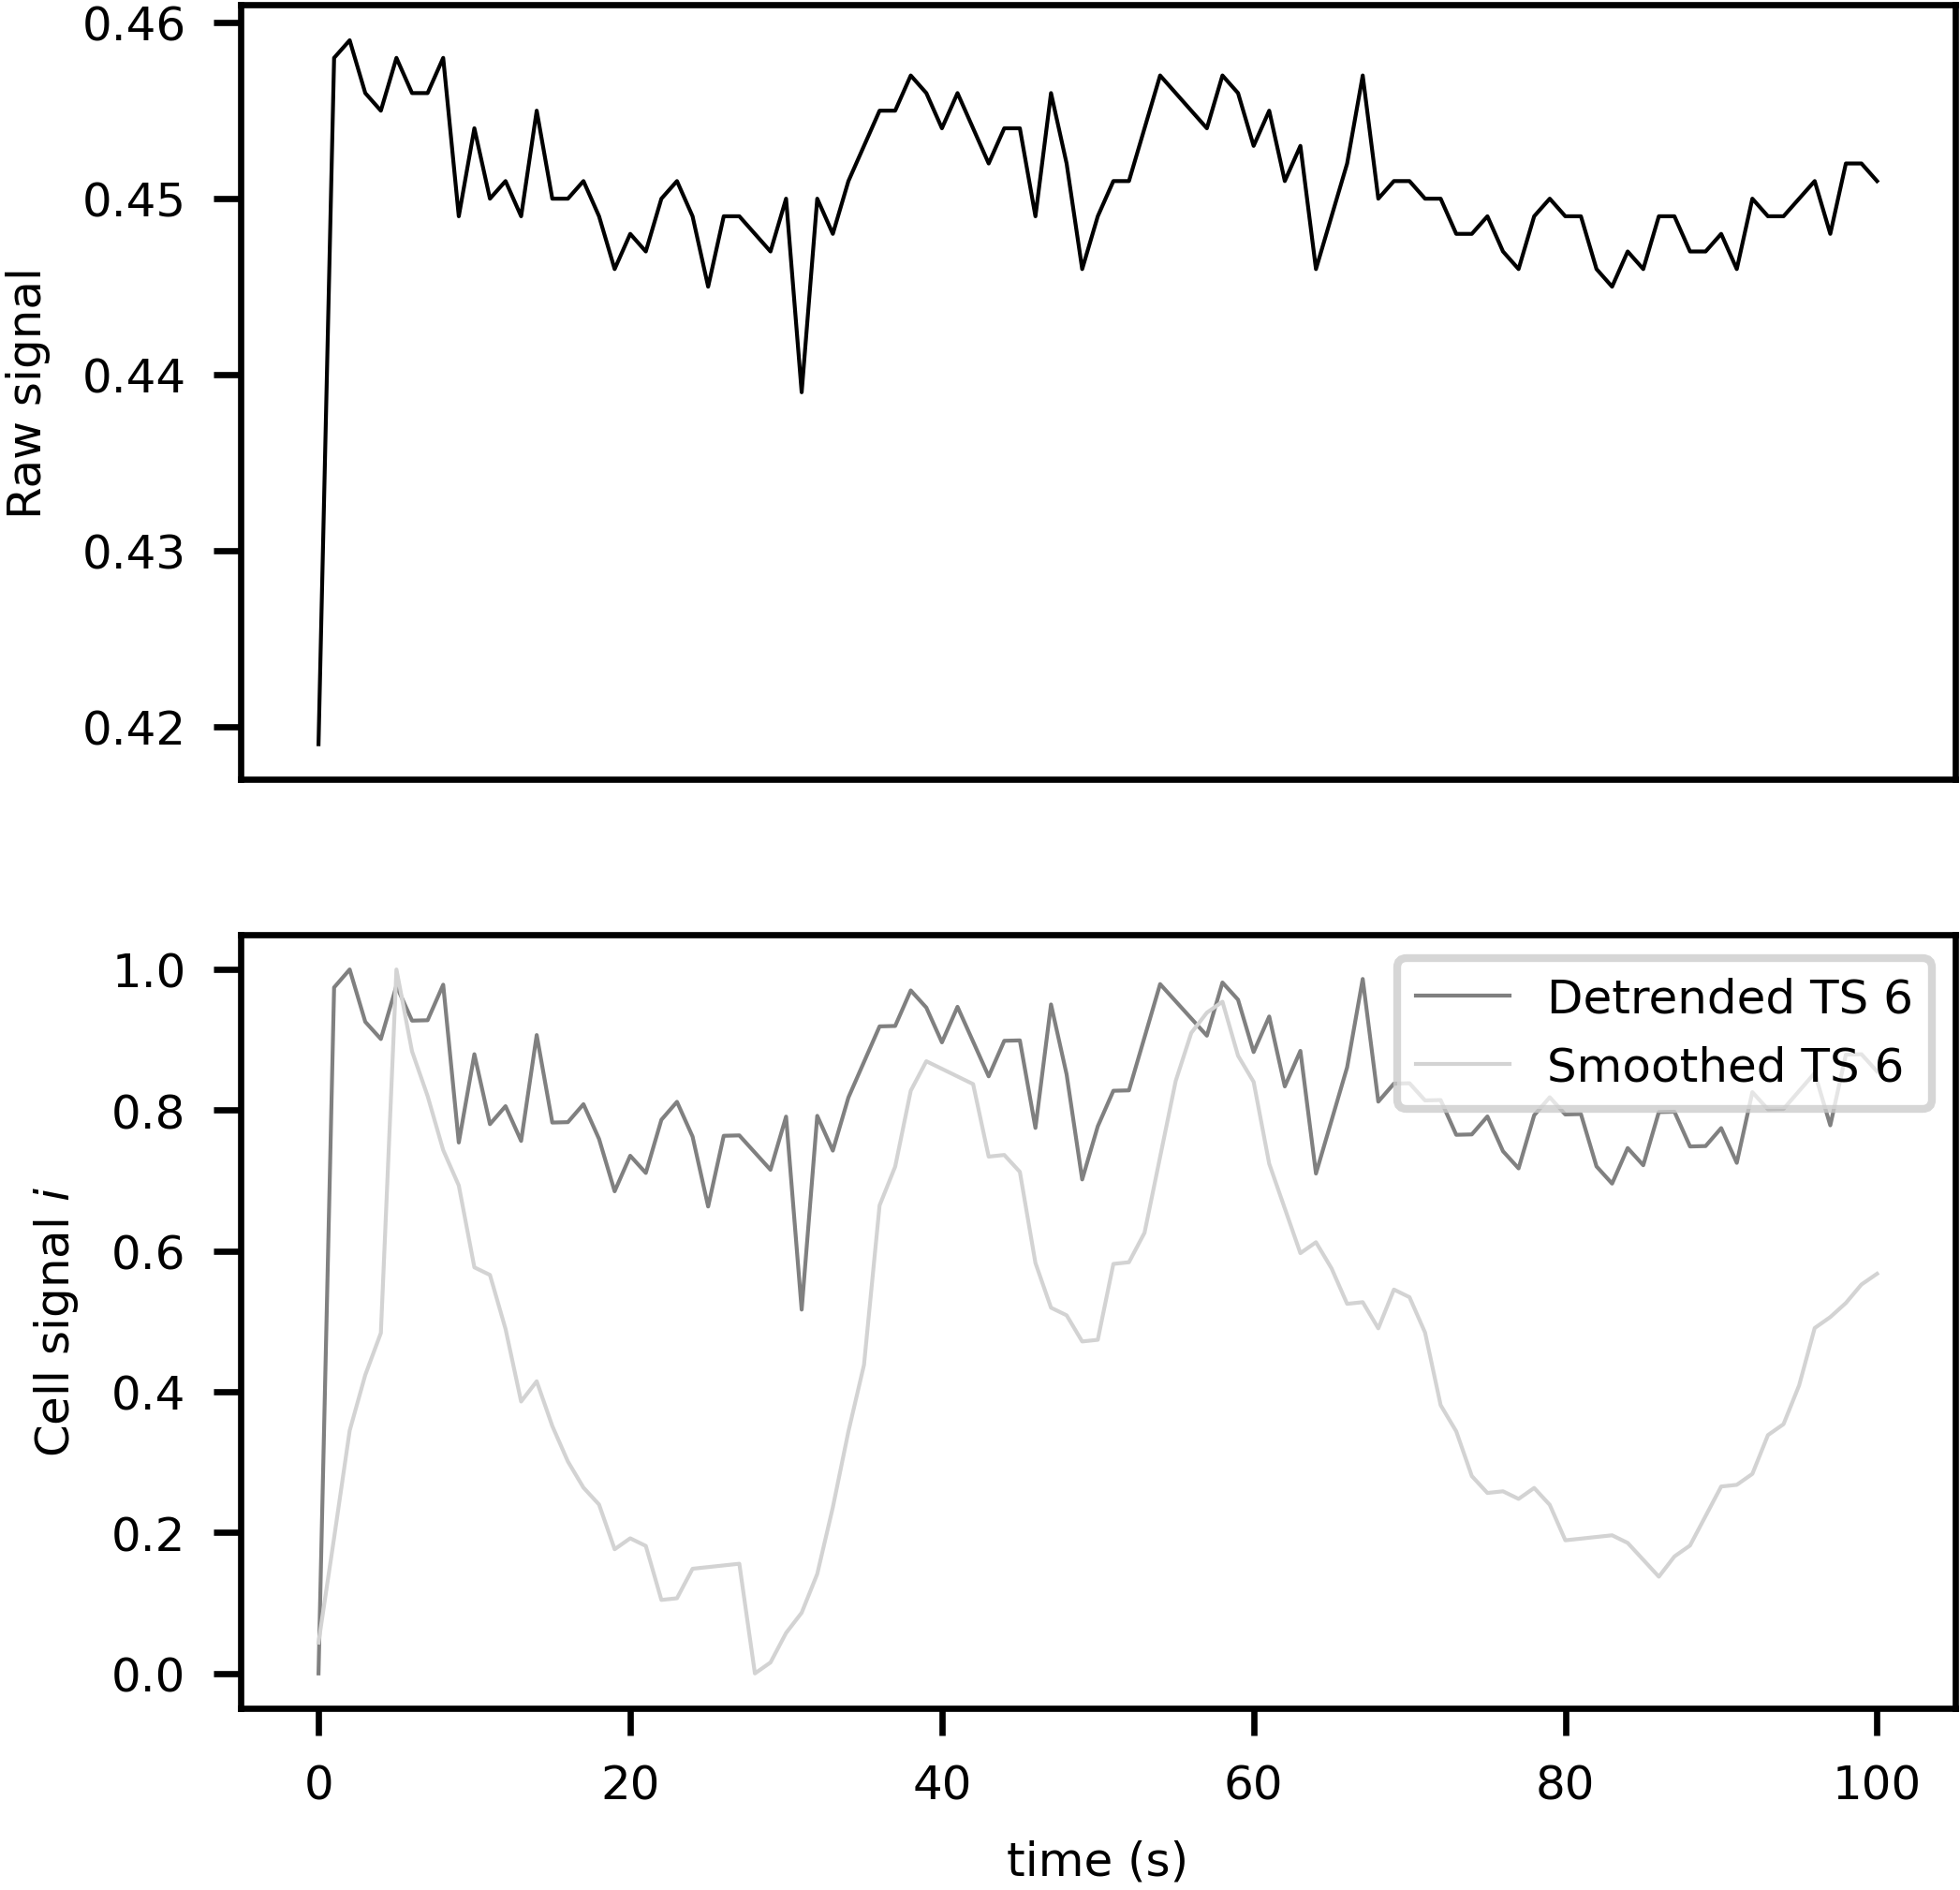 0.46
0.45
0.44
0.43
0.42
Raw signal
1.0
0.8
0.6
0.4
0.2
0.0
Cell signal i
Detrended TS 6
Smoothed TS 6
0 20 40 60 80 100
time (s)